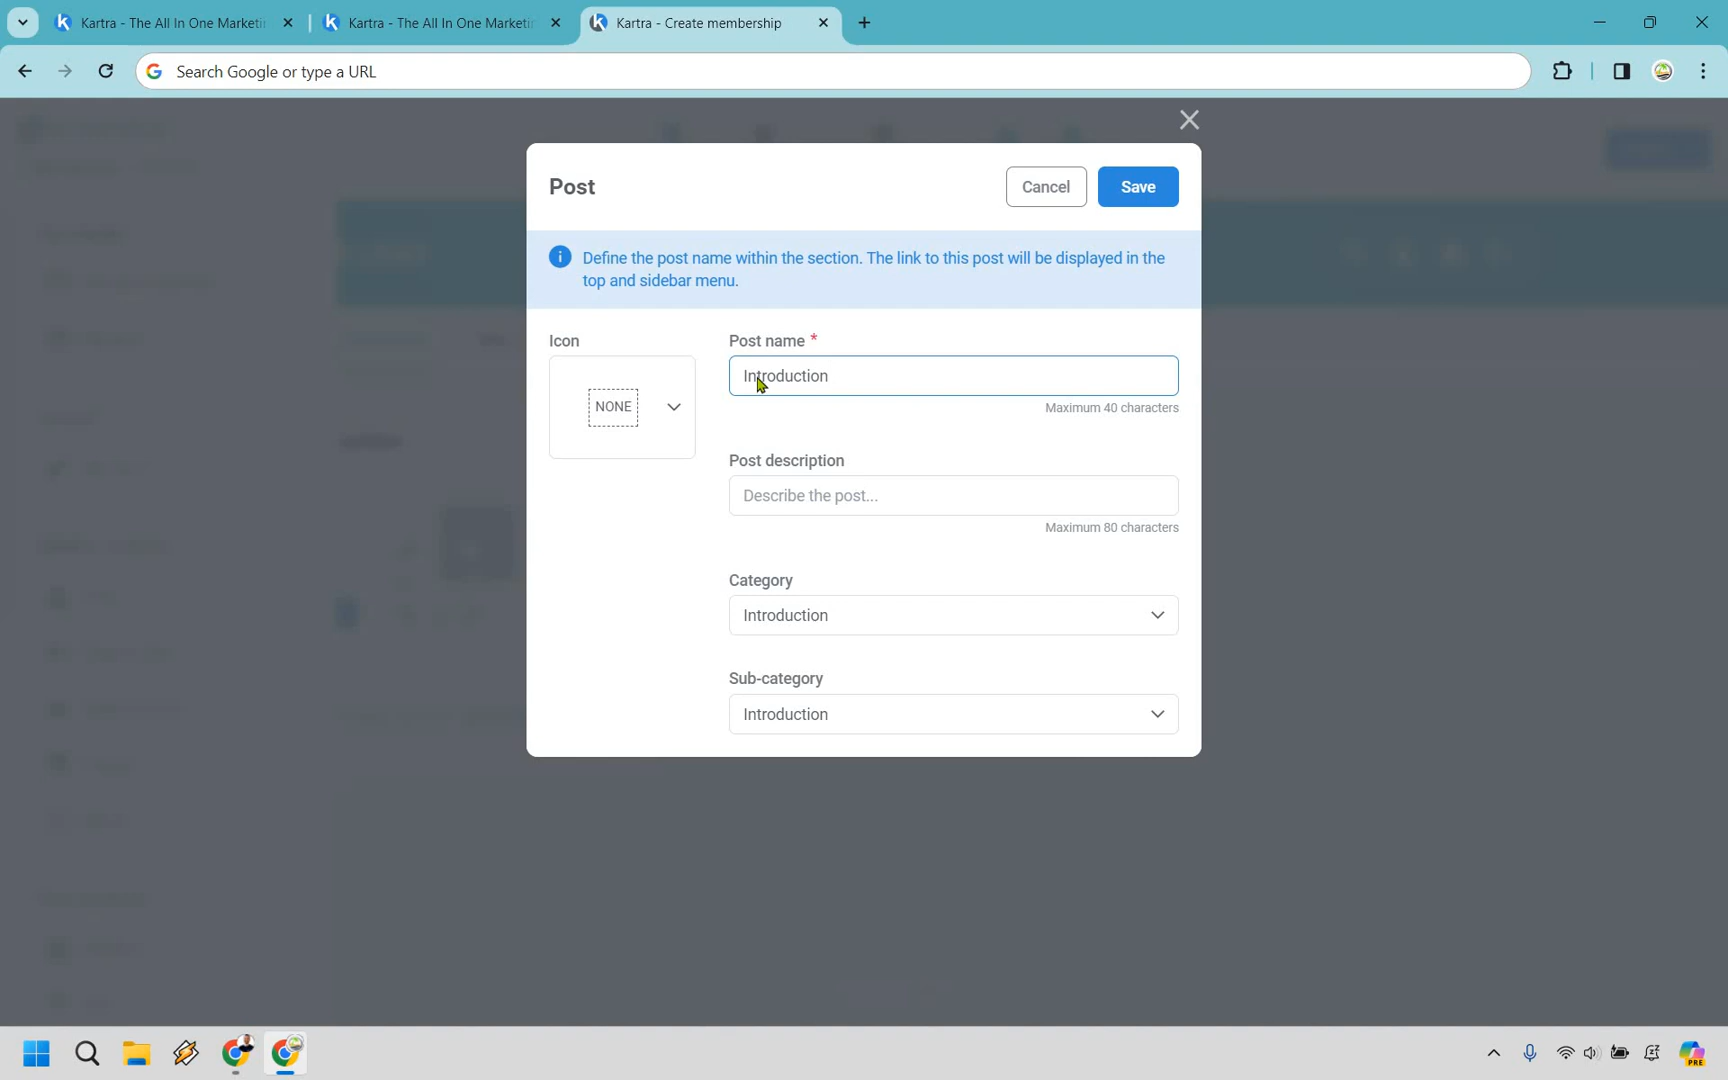 Kartra - The All In One Marketi
Kartra - The All In One Marketi
Kartra - Create membership
Search Google or type a URL
Post
Cancel
Save
Define the post name within the section. The link to this post will be displayed in the
top and sidebar menu.
Icon
NONE
Post name *
Introduction
Maximum 40 characters
Post description
Describe the post...
Maximum 80 characters
Category
Introduction
Sub-category
Introduction
PRE